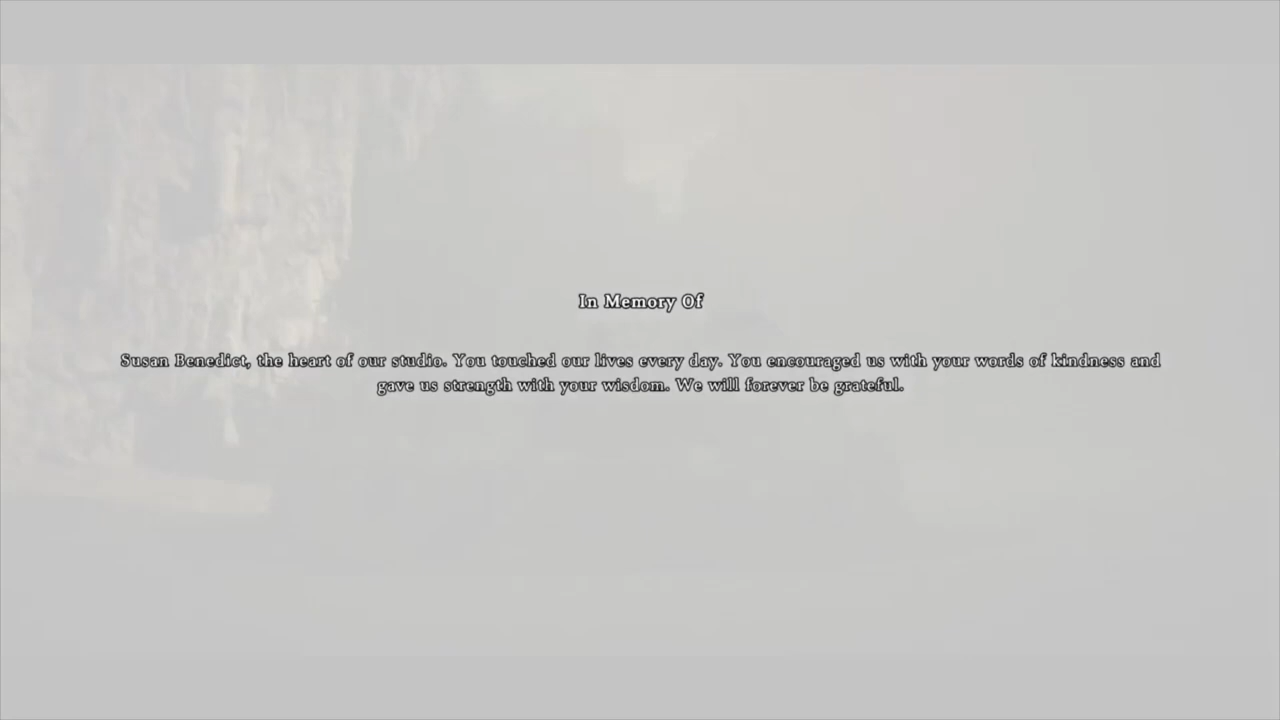 In Memory Of
Susan Benedict, the heart of our studio. You touched our lives every day. You encouraged us with your words of kindness and
gave us strength with your wisdom. We will forever be grateful.